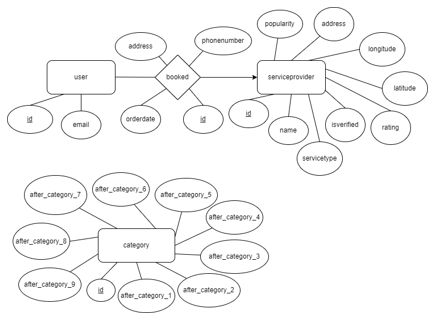 popularity
address
address
phonenumber
longitude
user
booked
serviceprovider
latitude
id
email
orderdate
id
id
name
isverified
rating
servicetype
after_category_6
after_category_7
after_category_5
after_category_4
after_category_8
category
after_category_3
after_category_9
id
after_category_1
after_category_2